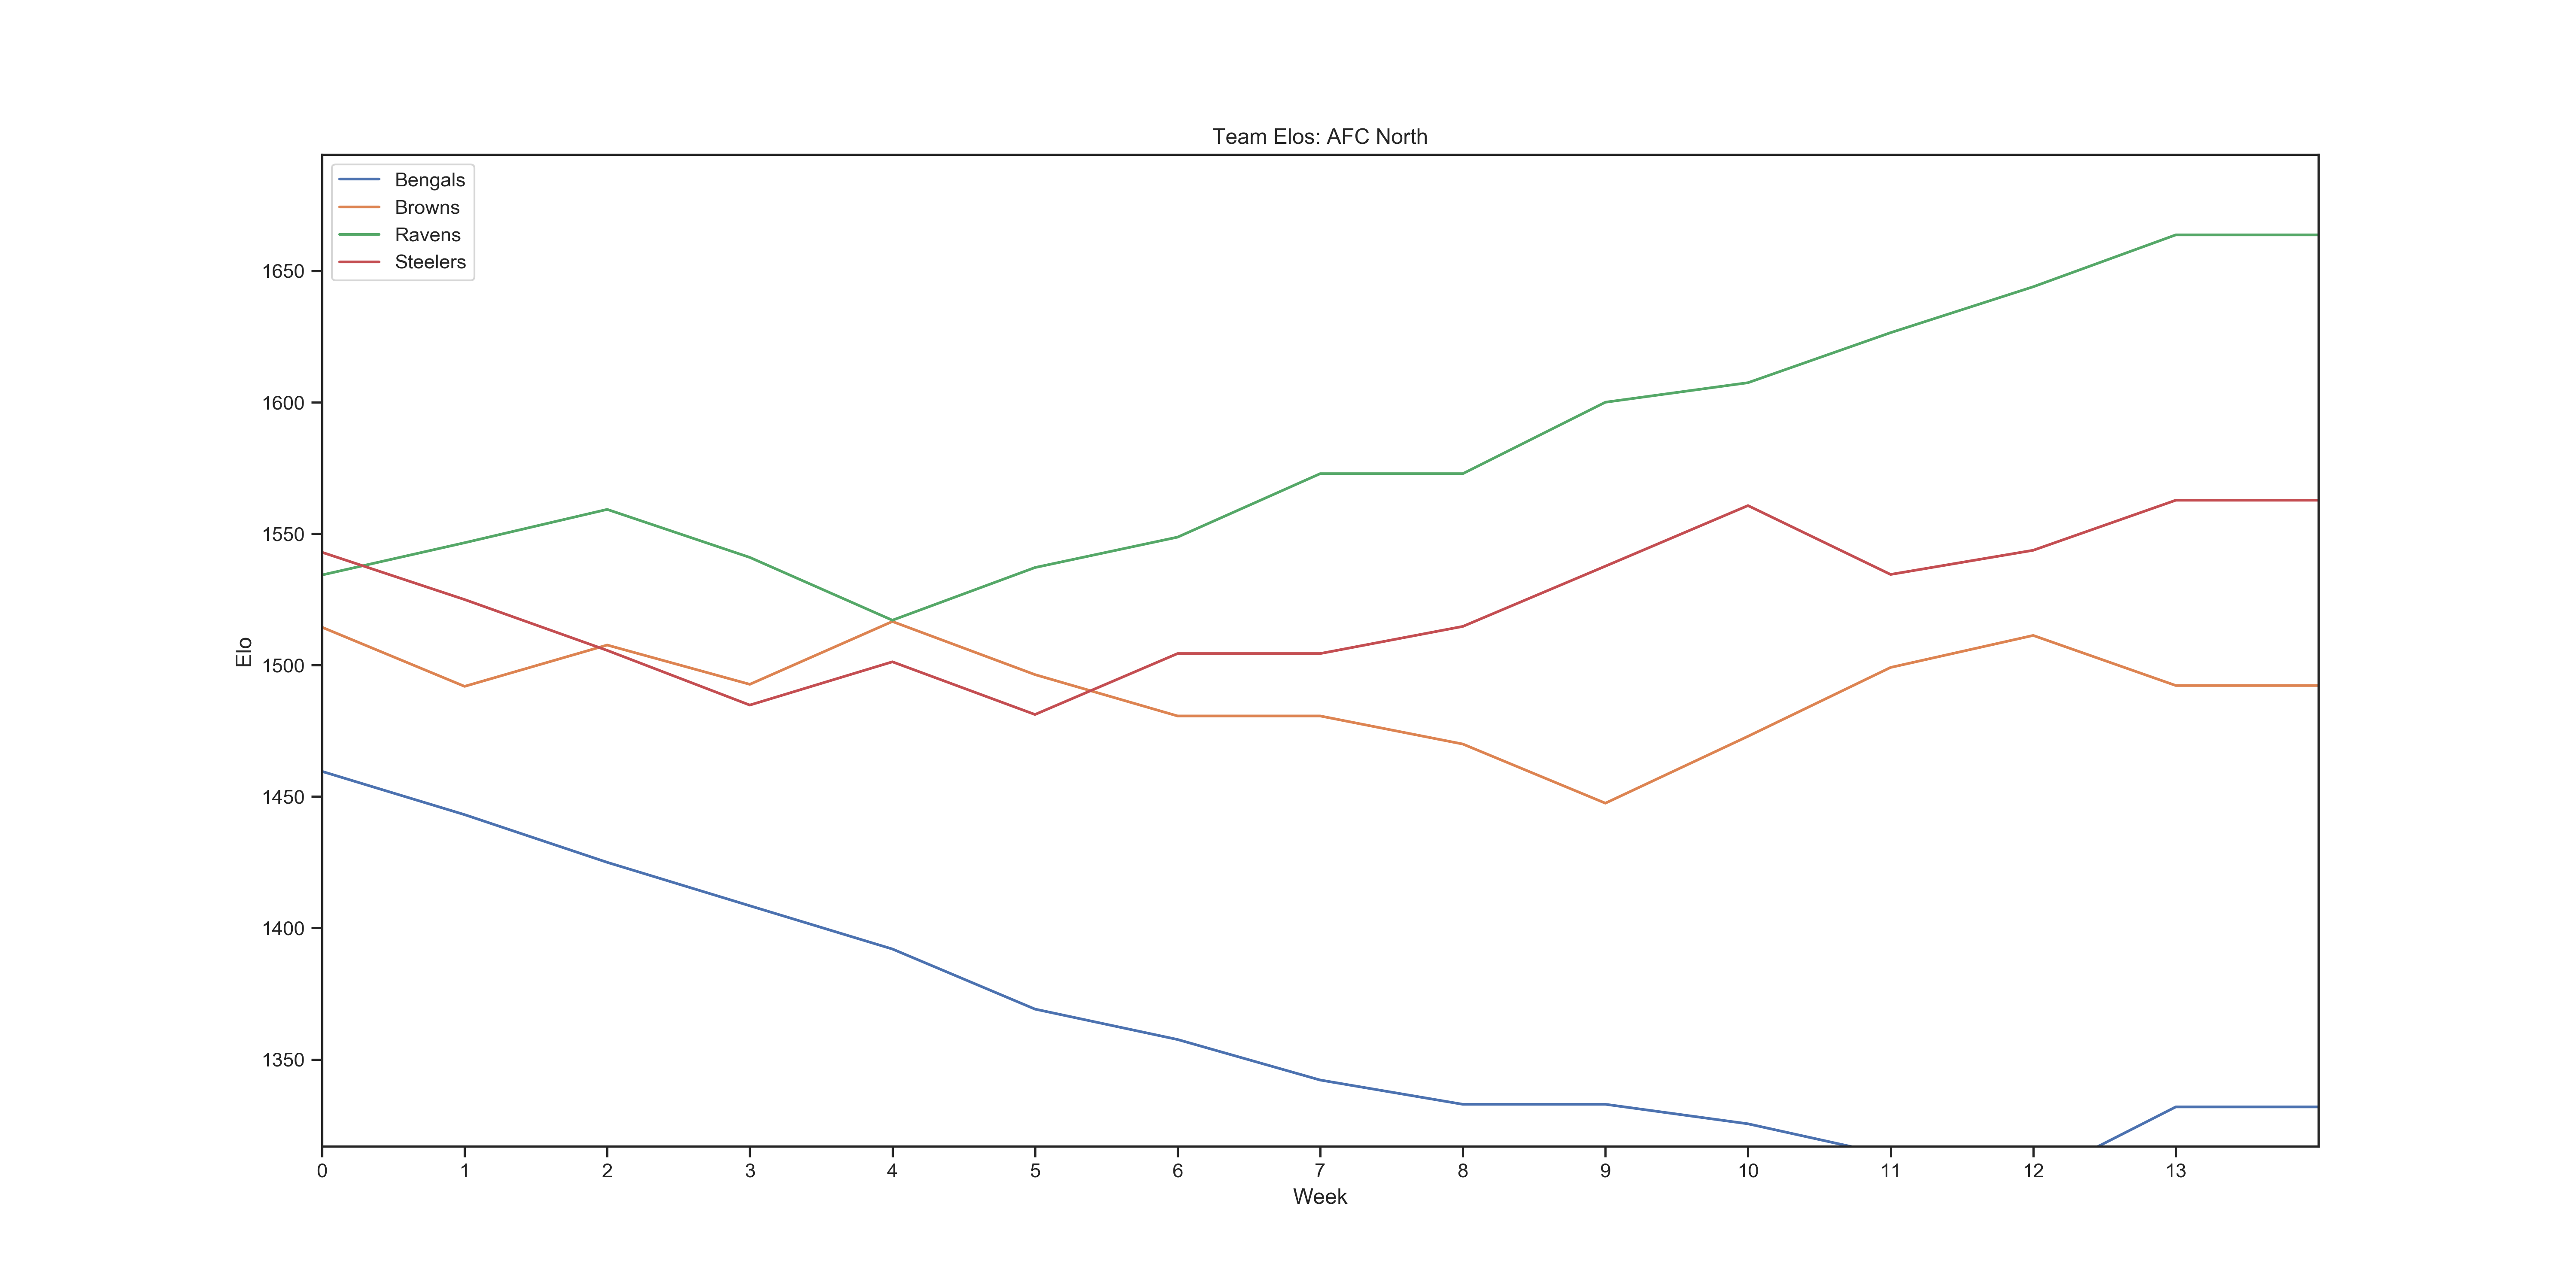 Team Elos: AFC North
Bengals
Browns
Ravens
Steelers
1650
1600
1550
1500
1450
1400
1350
Elo
0 1 2 3 4 5 6 7 8 9 10 11 12 13
Week